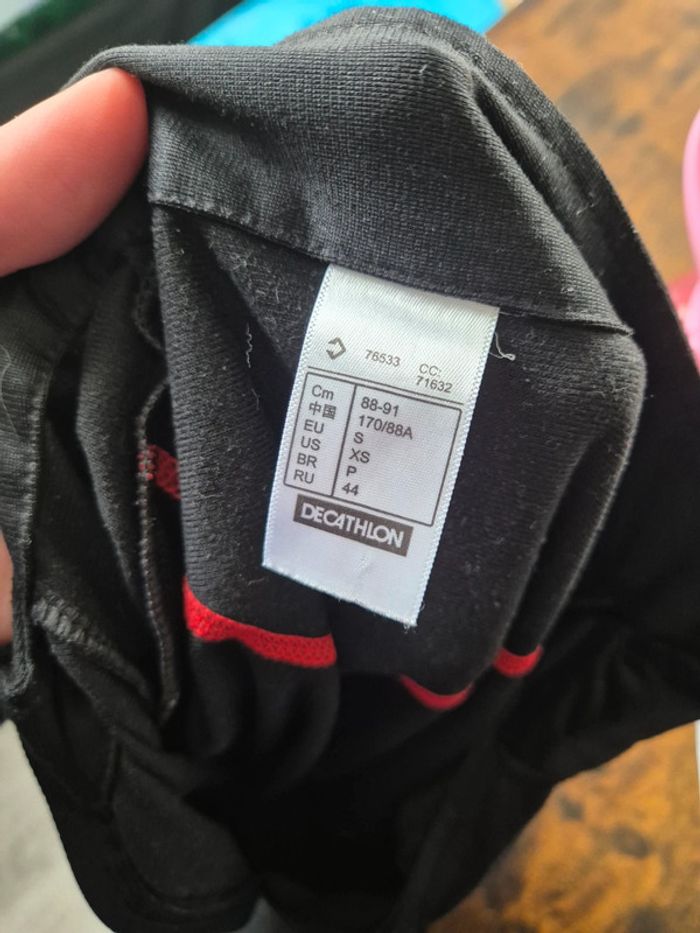 76533 CC:
71632
Cm 88-91
中国 170/88A
EU S
US XS
BR P
RU 44
DECATHLON